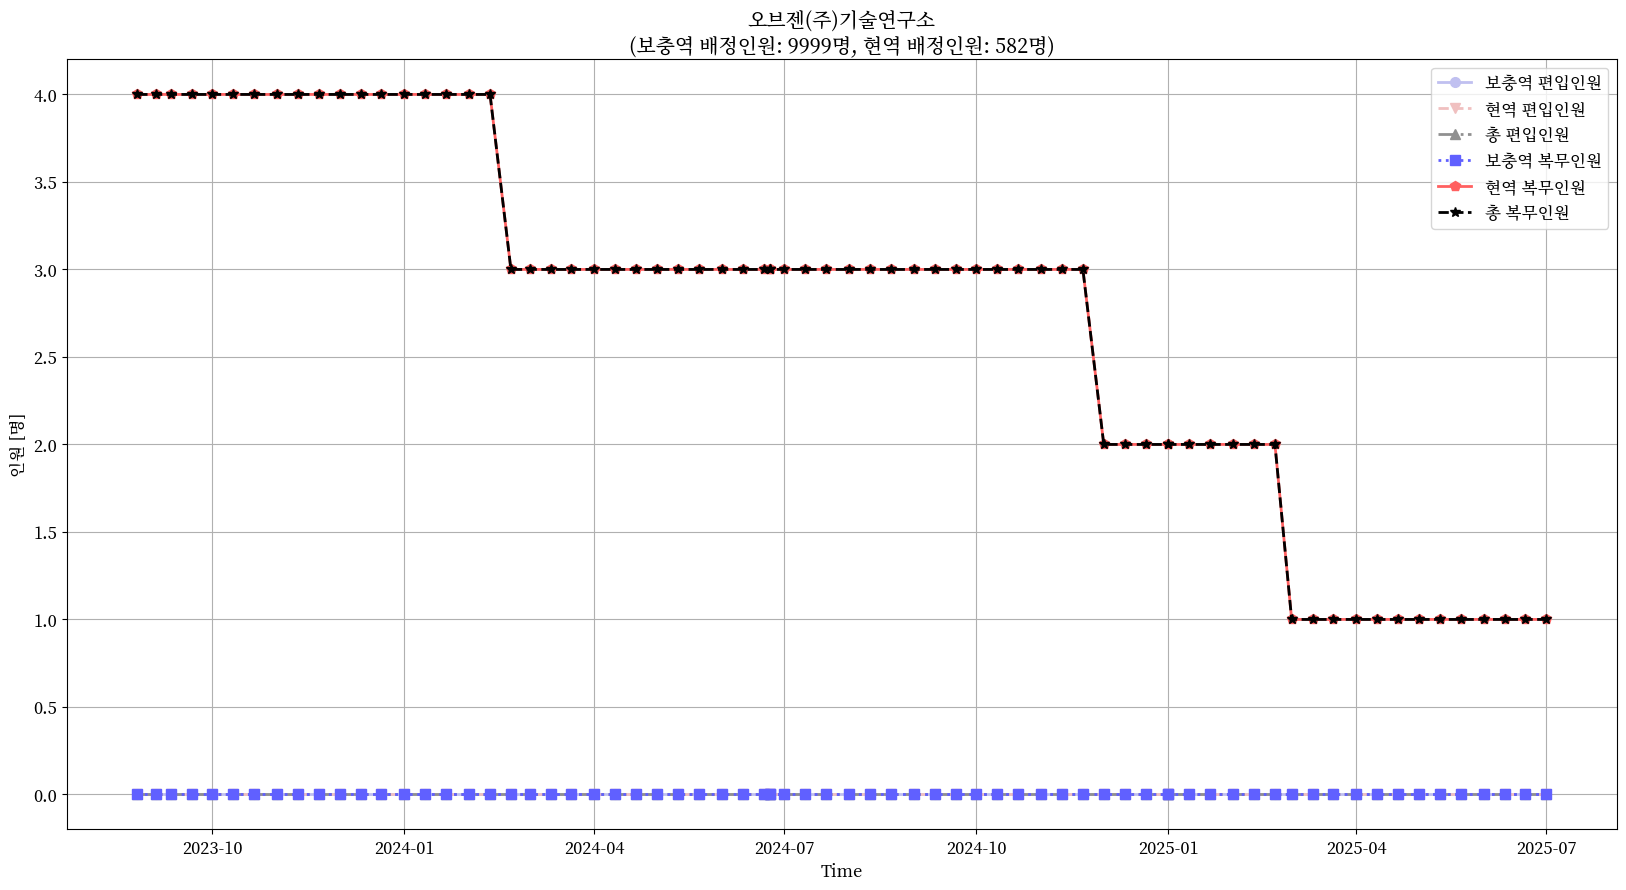 오브젠(주)기술연구소
(보충역 배정인원: 9999명, 현역 배정인원: 582명)
보충역 편입인원
현역 편입인원
총 편입인원
보충역 복무인원
현역 복무인원
총 복무인원
인원 [명]
4.0
3.5
3.0
2.5
2.0
1.5
1.0
0.5
0.0
2023-10
2024-01
2024-04
2024-07
2024-10
2025-01
2025-04
2025-07
Time